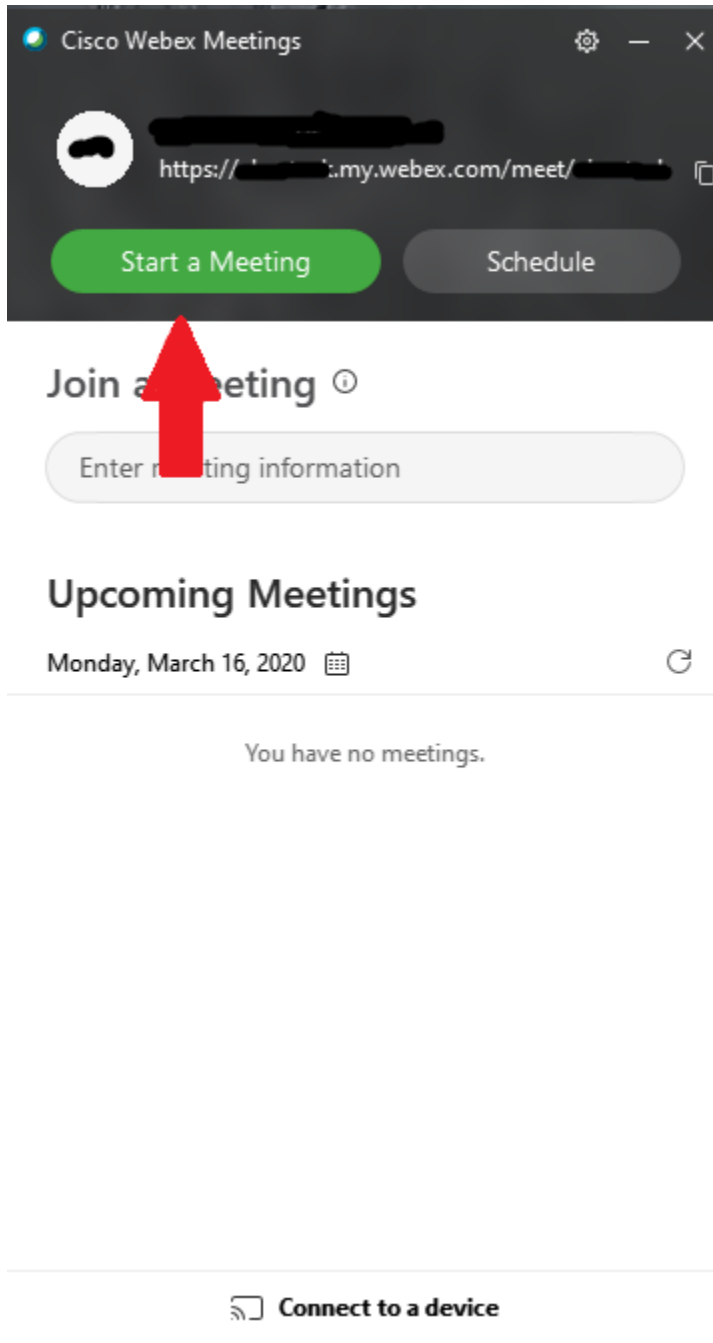 Cisco Webex Meetings
https:// .my.webex.com/meet/
Start a Meeting
Schedule
Join a Meeting
Enter meeting information
Upcoming Meetings
Monday, March 16, 2020
You have no meetings.
Connect to a device